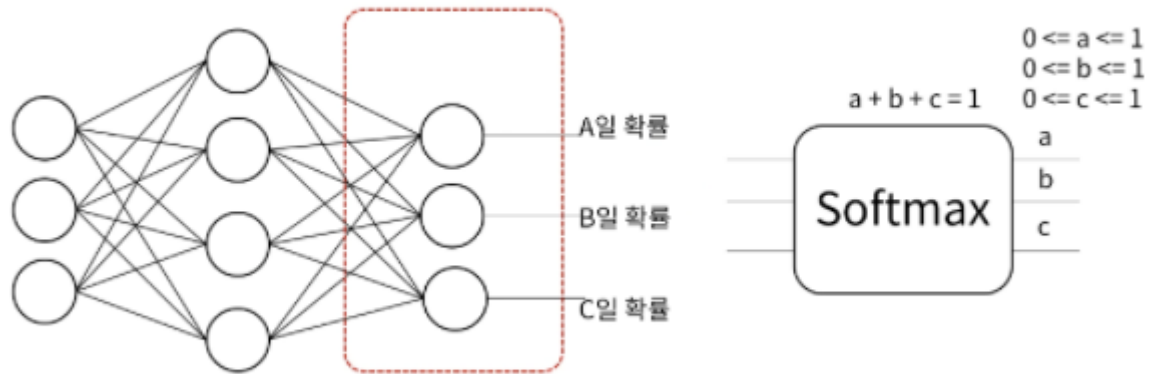 A일 확률
B일 확률
C일 확률
0 <= a <= 1
0 <= b <= 1
a + b + c = 1
0 <= c <= 1
Softmax
a
b
c